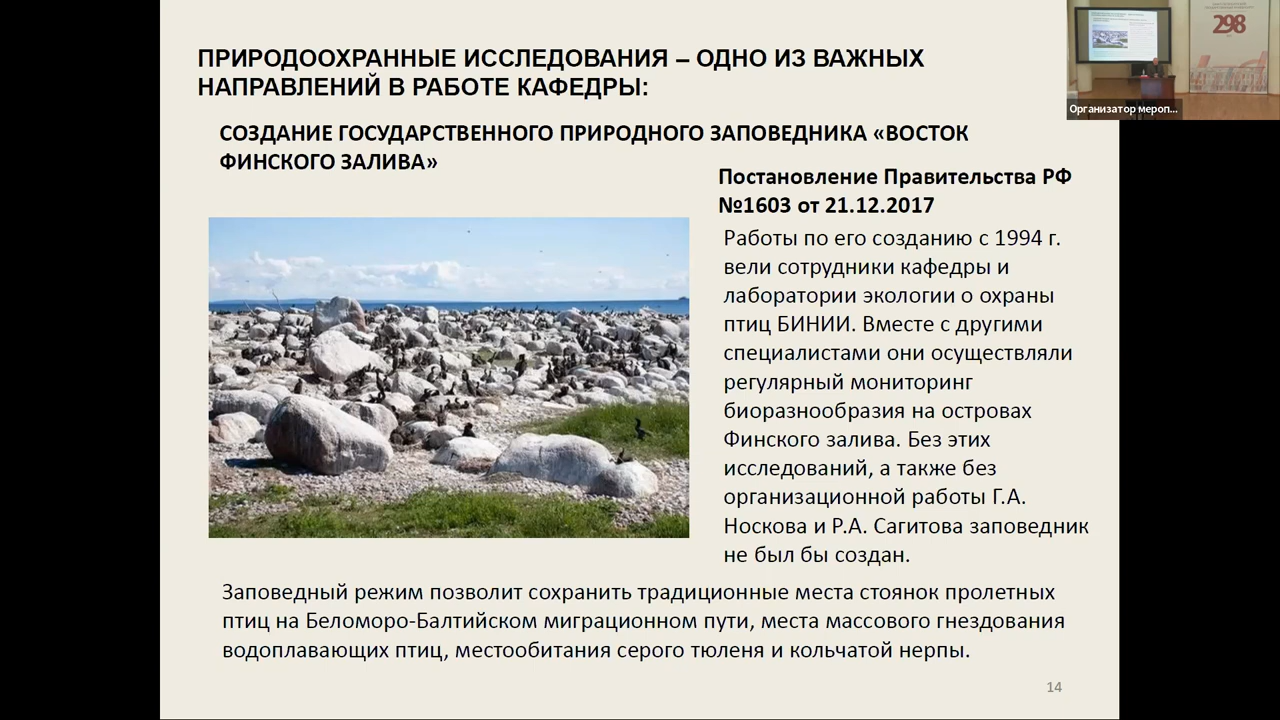 ПРИРОДООХРАННЫЕ ИССЛЕДОВАНИЯ – ОДНО ИЗ ВАЖНЫХ
НАПРАВЛЕНИЙ В РАБОТЕ КАФЕДРЫ:
СОЗДАНИЕ ГОСУДАРСТВЕННОГО ПРИРОДНОГО ЗАПОВЕДНИКА «ВОСТОК
ФИНСКОГО ЗАЛИВА»
Постановление Правительства РФ
№1603 от 21.12.2017
Работы по его созданию с 1994 г.
вели сотрудники кафедры и
лаборатории экологии о охраны
птиц БИНИИ. Вместе с другими
специалистами они осуществляли
регулярный мониторинг
биоразнообразия на островах
Финского залива. Без этих
исследований, а также без
организационной работы Г.А.
Носкова и Р.А. Сагитова заповедник
не был бы создан.
Заповедный режим позволит сохранить традиционные места стоянок пролетных
птиц на Беломоро-Балтийском миграционном пути, места массового гнездования
водоплавающих птиц, местообитания серого тюленя и кольчатой нерпы.
14
298
Организатор мероп...